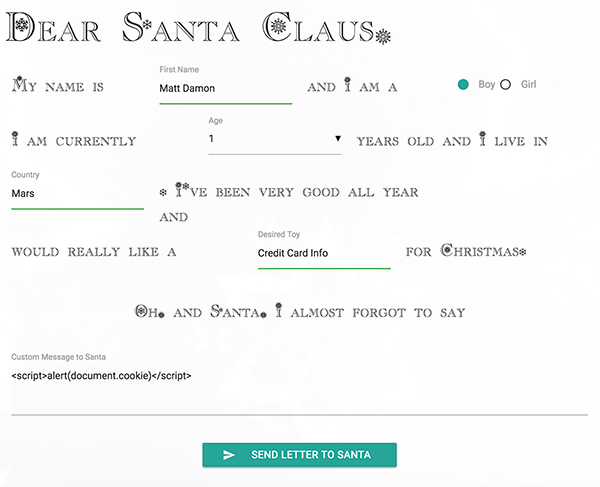 Dear Santa Claus,
First Name
My name is Matt Damon and I am a Boy Girl
Age
I am currently 1 years old and I live in
Country
Mars . I've been very good all year
and
Desired Toy
would really like a Credit Card Info for Christmas.
Oh, and Santa, I almost forgot to say
Custom Message to Santa
<script>alert(document.cookie)</script>
SEND LETTER TO SANTA